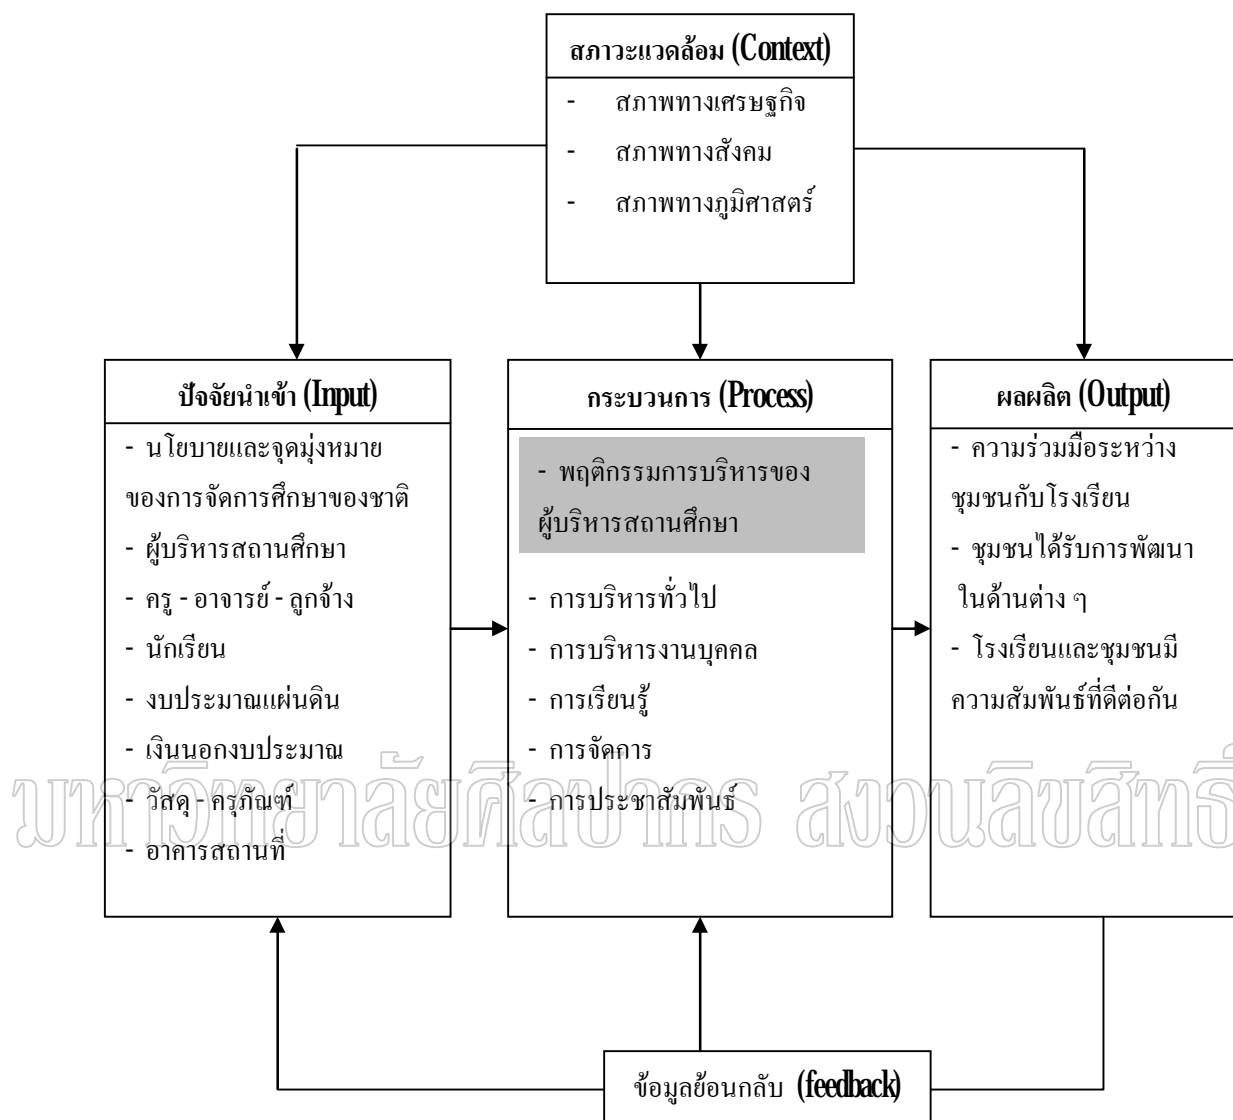 สภาวะแวดล้อม (Context)
- สภาพทางเศรษฐกิจ
- สภาพทางสังคม
- สภาพทางภูมิศาสตร์
ปัจจัยนำเข้า (Input)
- นโยบายและจุดมุ่งหมาย
ของการจัดการศึกษาของชาติ
- ผู้บริหารสถานศึกษา
- ครู - อาจารย์ - ลูกจ้าง
- นักเรียน
- งบประมาณแผ่นดิน
- เงินนอกงบประมาณ
- วัสดุ - ครุภัณฑ์
- อาคารสถานที่
กระบวนการ (Process)
- พฤติกรรมการบริหารของ
ผู้บริหารสถานศึกษา
- การบริหารทั่วไป
- การบริหารงานบุคคล
- การเรียนรู้
- การจัดการ
- การประชาสัมพันธ์
ผลผลิต (Output)
- ความร่วมมือระหว่าง
ชุมชนกับโรงเรียน
- ชุมชนได้รับการพัฒนา
ในด้านต่าง ๆ
- โรงเรียนและชุมชนมี
ความสัมพันธ์ที่ดีต่อกัน
มหาวิทยาลัยศิลปากร สงวนลิขสิทธิ์
ข้อมูลย้อนกลับ (feedback)